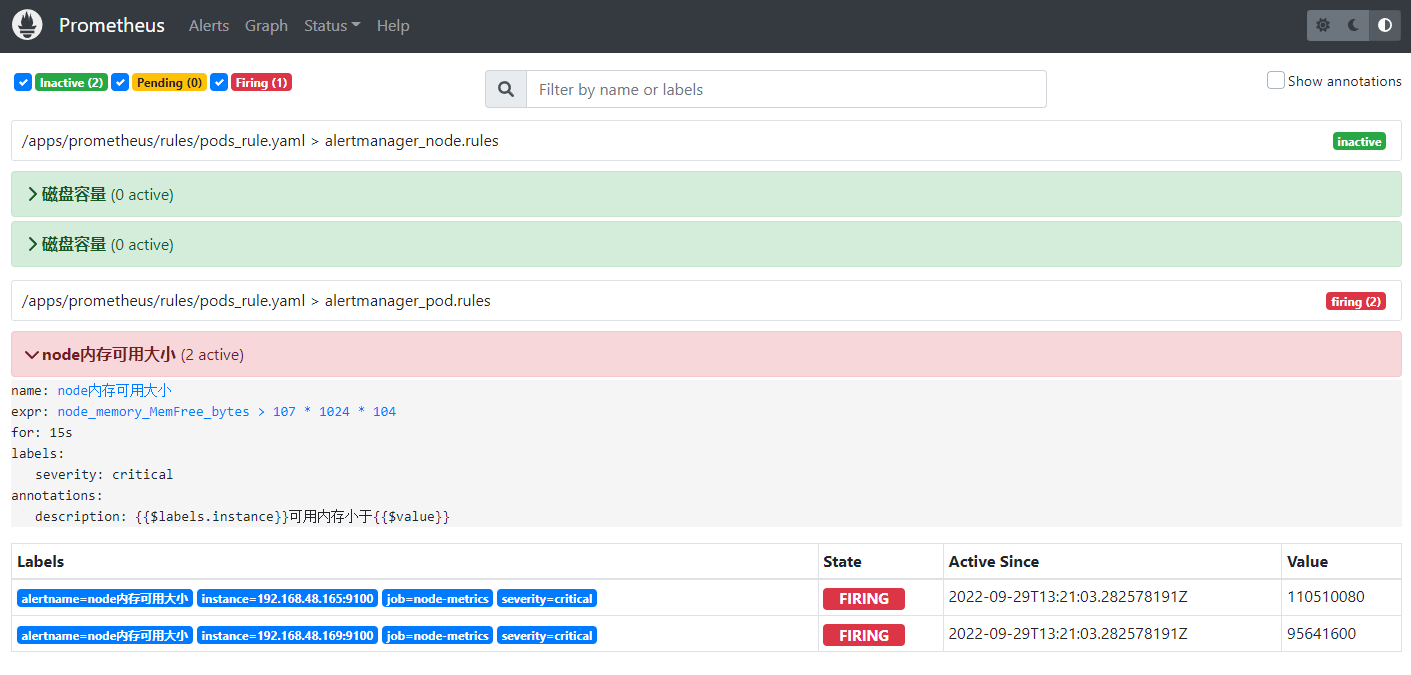 Prometheus Alerts Graph Status Help
Inactive (2) Pending (0) Firing (1) Filter by name or labels Show annotations
/apps/prometheus/rules/pods_rule.yaml > alertmanager_node.rules inactive
磁盘容量 (0 active)
磁盘容量 (0 active)
/apps/prometheus/rules/pods_rule.yaml > alertmanager_pod.rules firing (2)
node内存可用大小 (2 active)
name: node内存可用大小
expr: node_memory_MemFree_bytes > 107 * 1024 * 104
for: 15s
labels:
severity: critical
annotations:
description: {{$labels.instance}}可用内存小于{{$value}}
Labels State Active Since Value
alertname=node内存可用大小 instance=192.168.48.165:9100 job=node-metrics severity=critical FIRING 2022-09-29T13:21:03.282578191Z 110510080
alertname=node内存可用大小 instance=192.168.48.169:9100 job=node-metrics severity=critical FIRING 2022-09-29T13:21:03.282578191Z 95641600